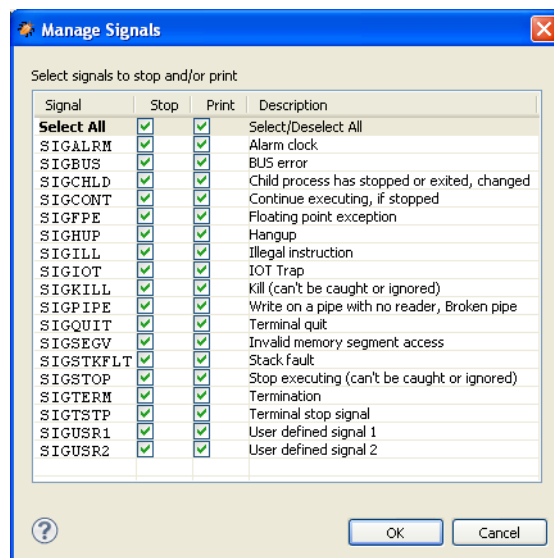 Manage Signals
Select signals to stop and/or print
Signal Stop Print Description
Select All Select/Deselect All
SIGALRM Alarm clock
SIGBUS BUS error
SIGCHLD Child process has stopped or exited, changed
SIGCONT Continue executing, if stopped
SIGFPE Floating point exception
SIGHUP Hangup
SIGILL Illegal instruction
SIGIOT IOT Trap
SIGKILL Kill (can't be caught or ignored)
SIGPIPE Write on a pipe with no reader, Broken pipe
SIGQUIT Terminal quit
SIGSEGV Invalid memory segment access
SIGSTKFLT Stack fault
SIGSTOP Stop executing (can't be caught or ignored)
SIGTERM Termination
SIGTSTP Terminal stop signal
SIGUSR1 User defined signal 1
SIGUSR2 User defined signal 2
? OK Cancel